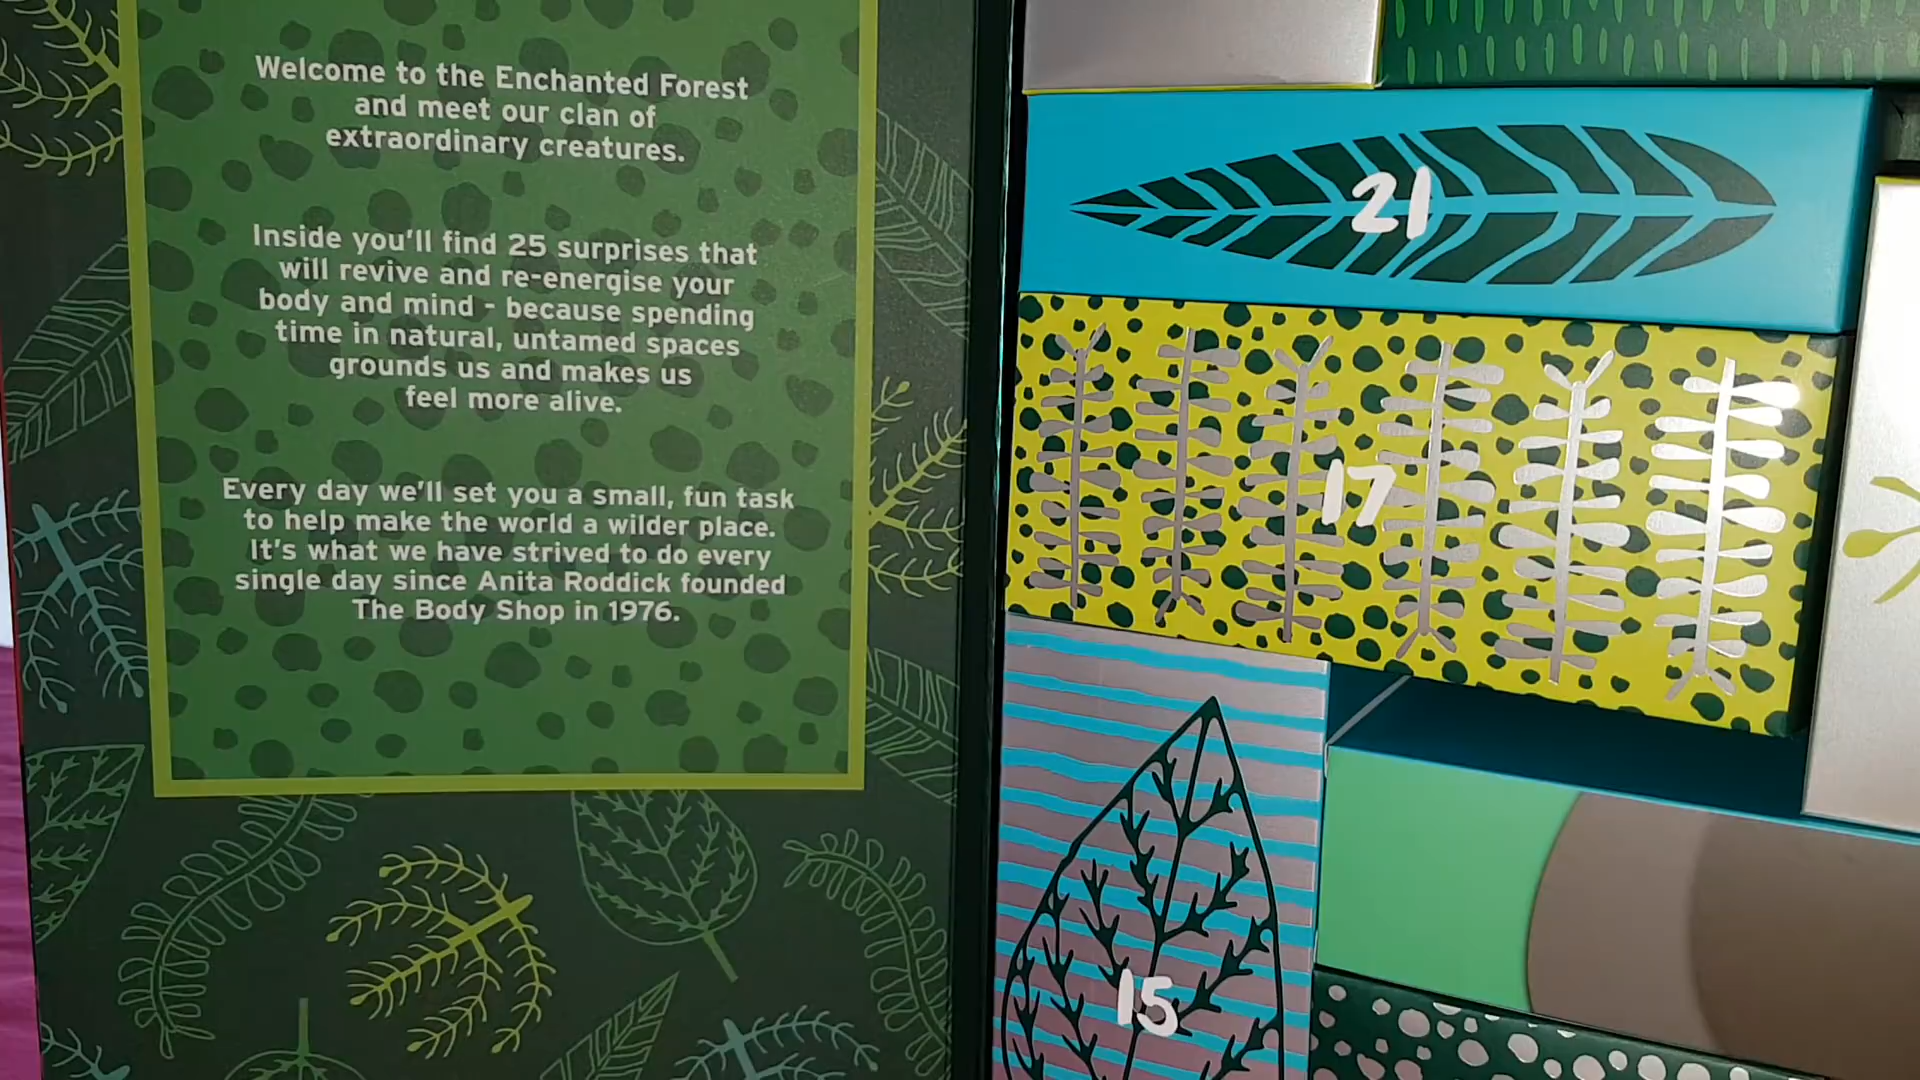 Welcome to the Enchanted Forest
and meet our clan of
extraordinary creatures.
Inside you'll find 25 surprises that
will revive and re-energise your
body and mind - because spending
time in natural, untamed spaces
grounds us and makes us
feel more alive.
Every day we'll set you a small, fun task
to help make the world a wilder place.
It's what we have strived to do every
single day since Anita Roddick founded
The Body Shop in 1976.
21
17
15